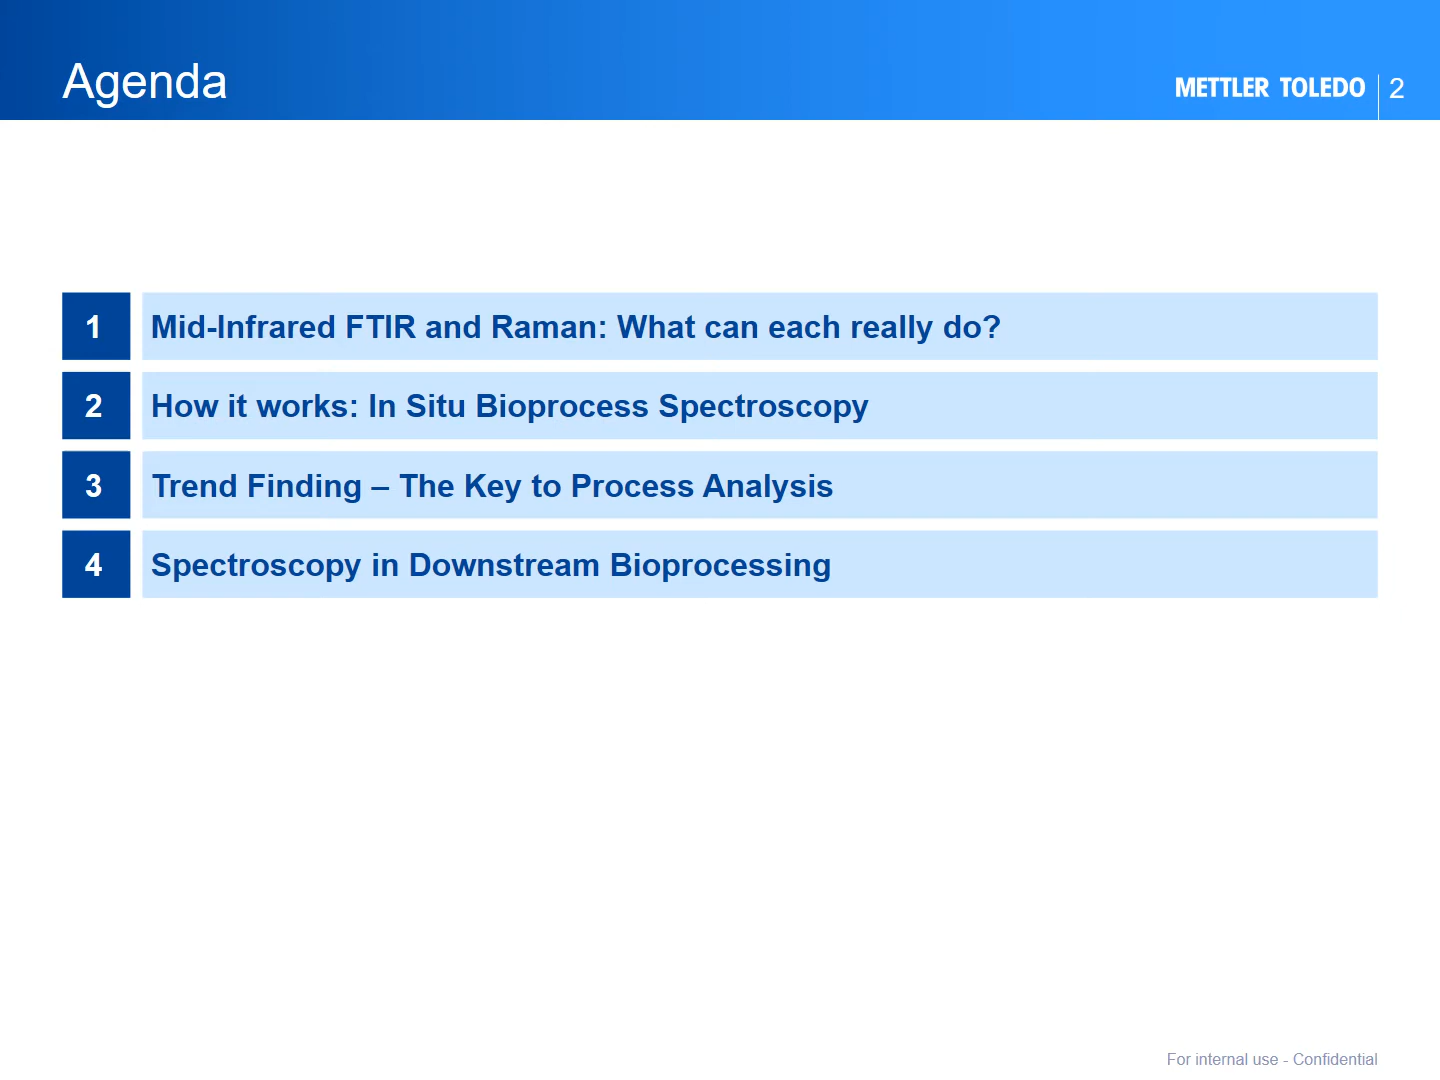 Agenda
METTLER TOLEDO 2
1 Mid-Infrared FTIR and Raman: What can each really do?
2 How it works: In Situ Bioprocess Spectroscopy
3 Trend Finding – The Key to Process Analysis
4 Spectroscopy in Downstream Bioprocessing
For internal use - Confidential